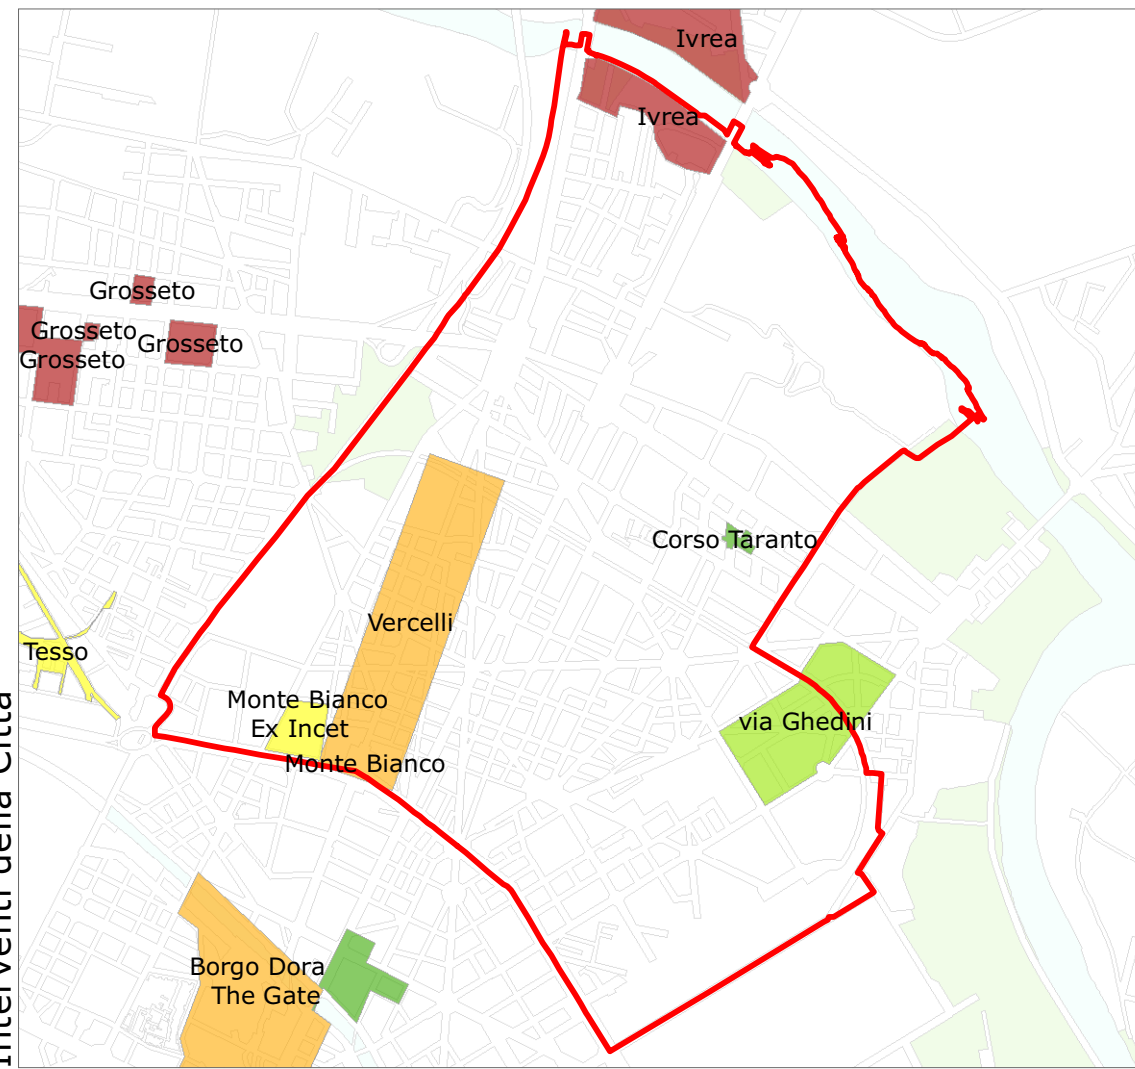 Ivrea
Ivrea
Grosseto
Grosseto
Grosseto
Grosseto
Corso Taranto
Vercelli
Tesso
Monte Bianco
Ex Incet
via Ghedini
Monte Bianco
Borgo Dora
The Gate
Interventi della Città